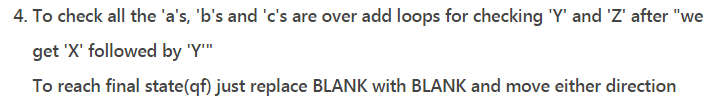 4. To check all the 'a's, 'b's and 'c's are over add loops for checking 'Y' and 'Z' after "we
get 'X' followed by 'Y'"
To reach final state(qf) just replace BLANK with BLANK and move either direction